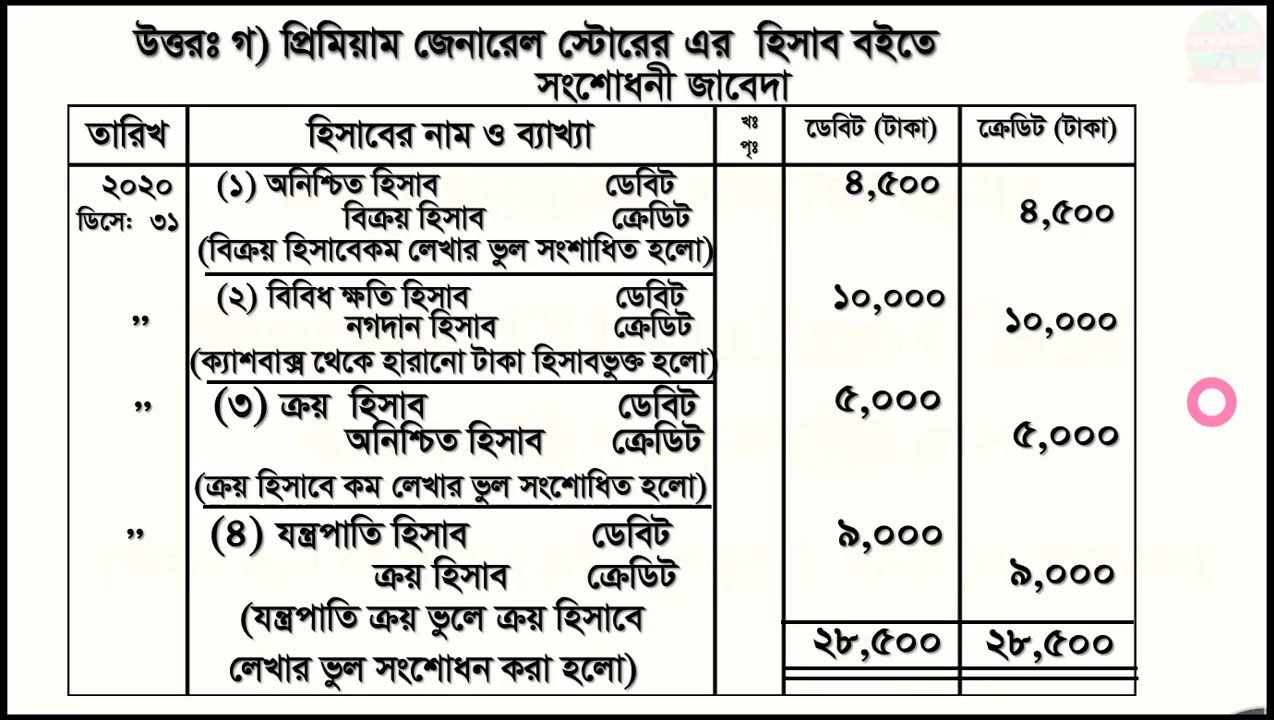 উত্তরঃ গ) প্রিমিয়াম জেনারেল স্টোরের এর হিসাব বইতে
সংশোধনী জাবেদা
তারিখ হিসাবের নাম ও ব্যাখ্যা খঃ পৃঃ ডেবিট (টাকা) ক্রেডিট (টাকা)
২০২০ (১) অনিশ্চিত হিসাব ডেবিট ৪,৫০০
ডিসে: ৩১ বিক্রয় হিসাব ক্রেডিট ৪,৫০০
(বিক্রয় হিসাবেকম লেখার ভুল সংশাধিত হলো)
(২) বিবিধ ক্ষতি হিসাব ডেবিট ১০,০০০
” নগদান হিসাব ক্রেডিট ১০,০০০
(ক্যাশবাক্স থেকে হারানো টাকা হিসাবভুক্ত হলো)
” (৩) ক্রয় হিসাব ডেবিট ৫,০০০
অনিশ্চিত হিসাব ক্রেডিট ৫,০০০
(ক্রয় হিসাবে কম লেখার ভুল সংশোধিত হলো)
” (৪) যন্ত্রপাতি হিসাব ডেবিট ৯,০০০
ক্রয় হিসাব ক্রেডিট ৯,০০০
(যন্ত্রপাতি ক্রয় ভুলে ক্রয় হিসাবে
লেখার ভুল সংশোধন করা হলো) ২৮,৫০০ ২৮,৫০০